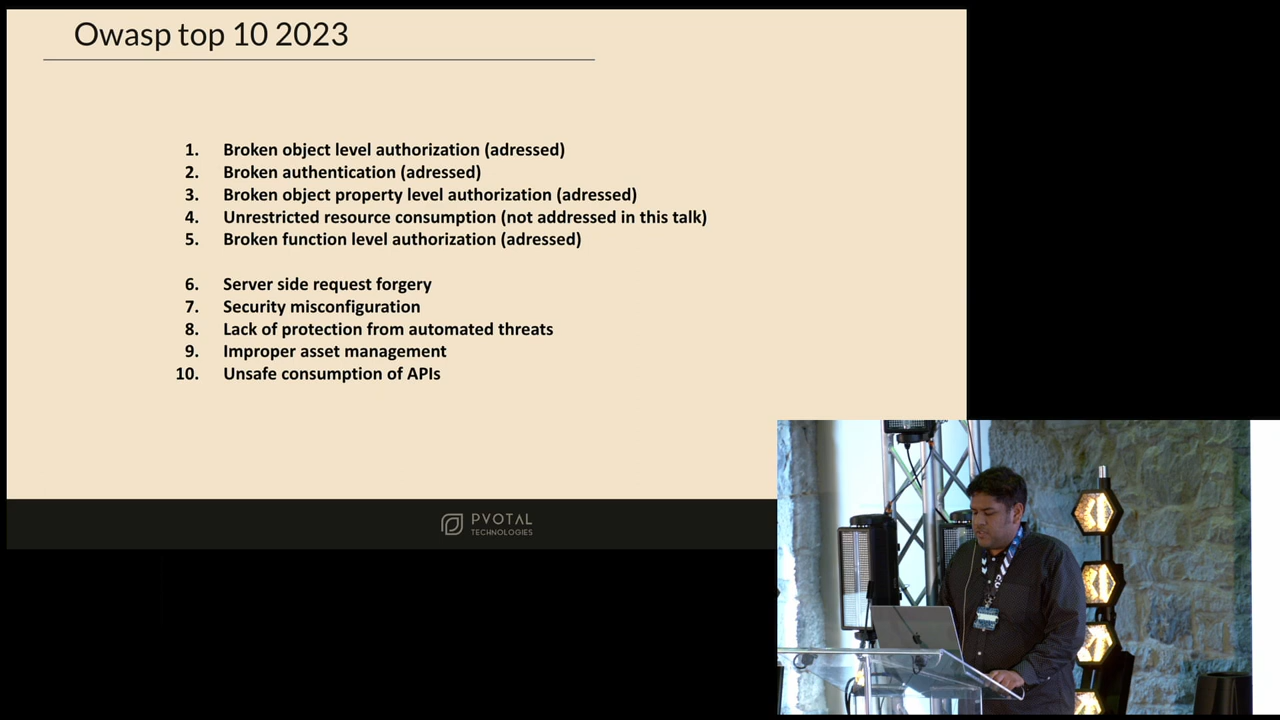 Owasp top 10 2023
1. Broken object level authorization (adressed)
2. Broken authentication (adressed)
3. Broken object property level authorization (adressed)
4. Unrestricted resource consumption (not addressed in this talk)
5. Broken function level authorization (adressed)
6. Server side request forgery
7. Security misconfiguration
8. Lack of protection from automated threats
9. Improper asset management
10. Unsafe consumption of APIs
PVOTAL
TECHNOLOGIES